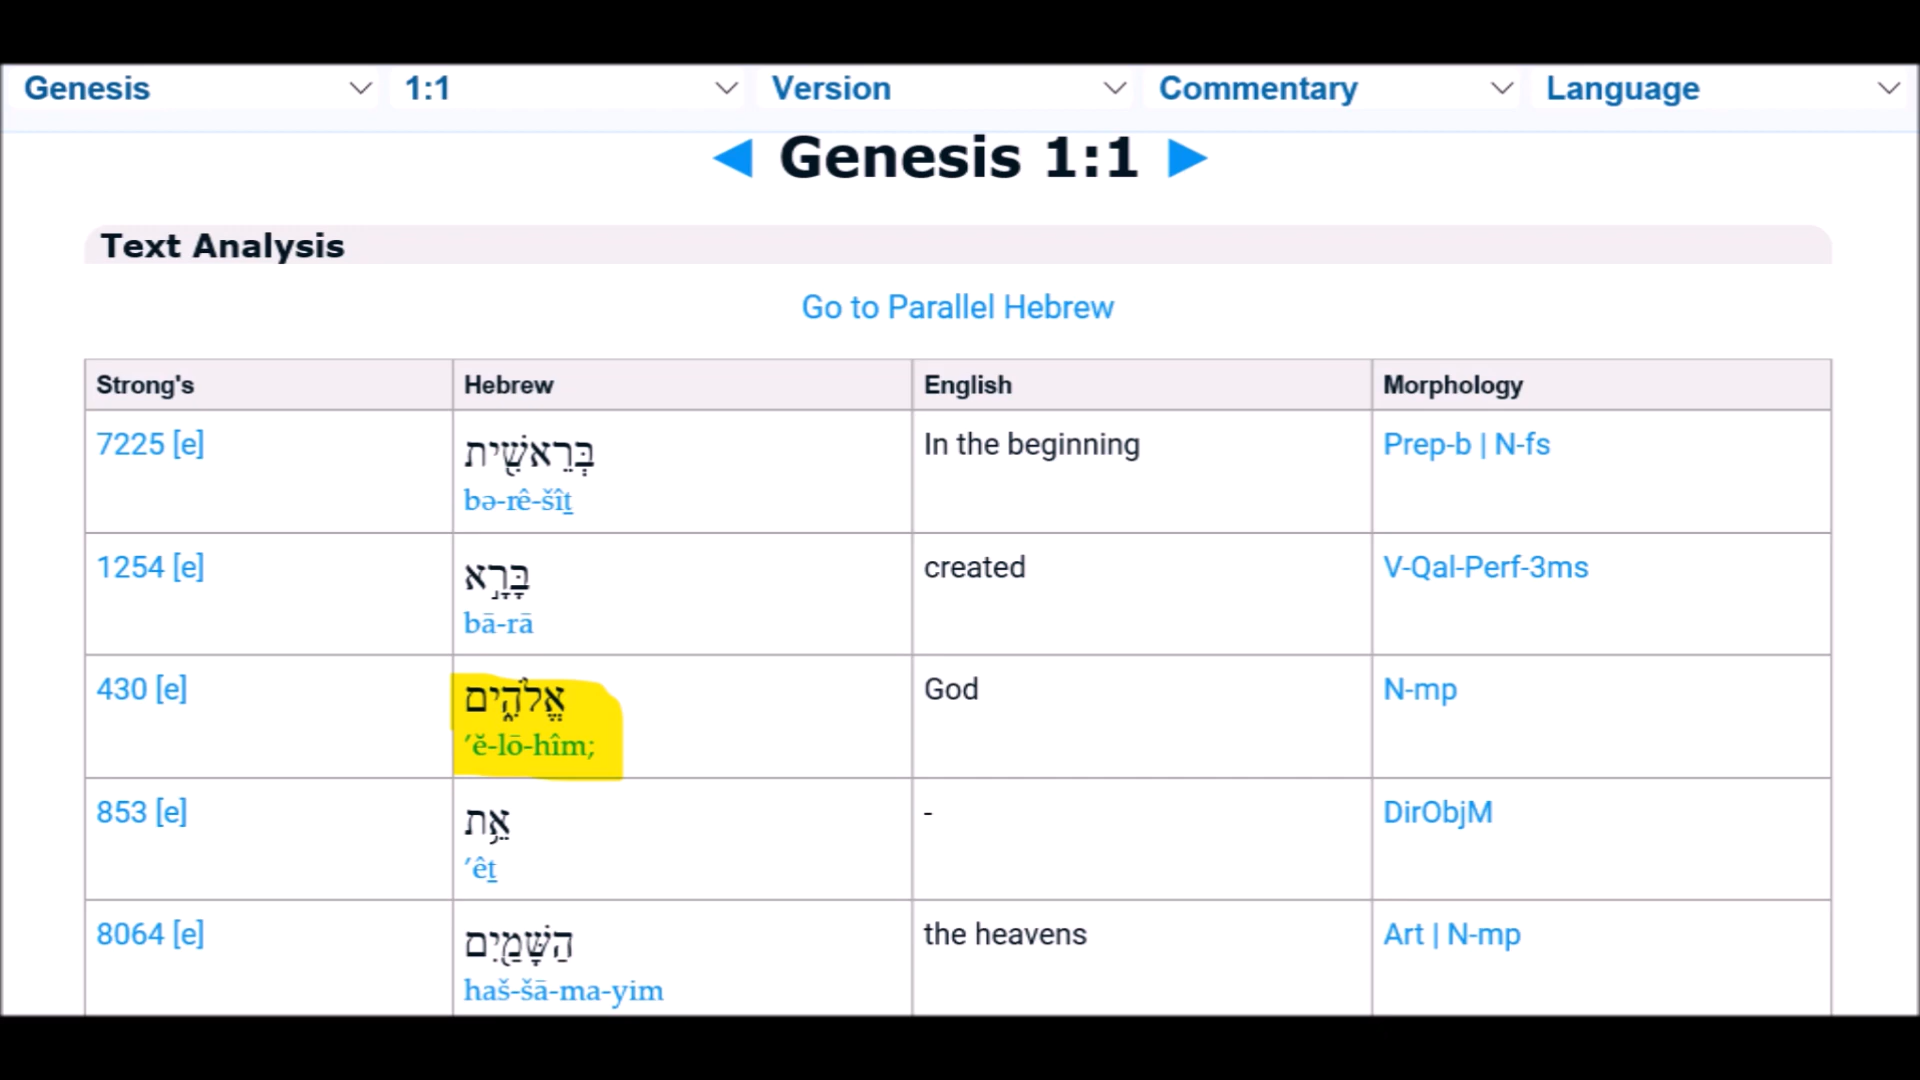 Genesis 1:1 Version Commentary Language
◀ Genesis 1:1 ▶
Text Analysis
Go to Parallel Hebrew
Strong's Hebrew English Morphology
7225 [e] בְּרֵאשִׁ֖ית In the beginning Prep-b | N-fs
bə-rê-šîṯ
1254 [e] בָּרָ֣א created V-Qal-Perf-3ms
bā-rā
430 [e] אֱלֹהִ֑ים God N-mp
’ĕ-lō-hîm;
853 [e] אֵ֥ת - DirObjM
’êṯ
8064 [e] הַשָּׁמַ֖יִם the heavens Art | N-mp
haš-šā-ma-yim